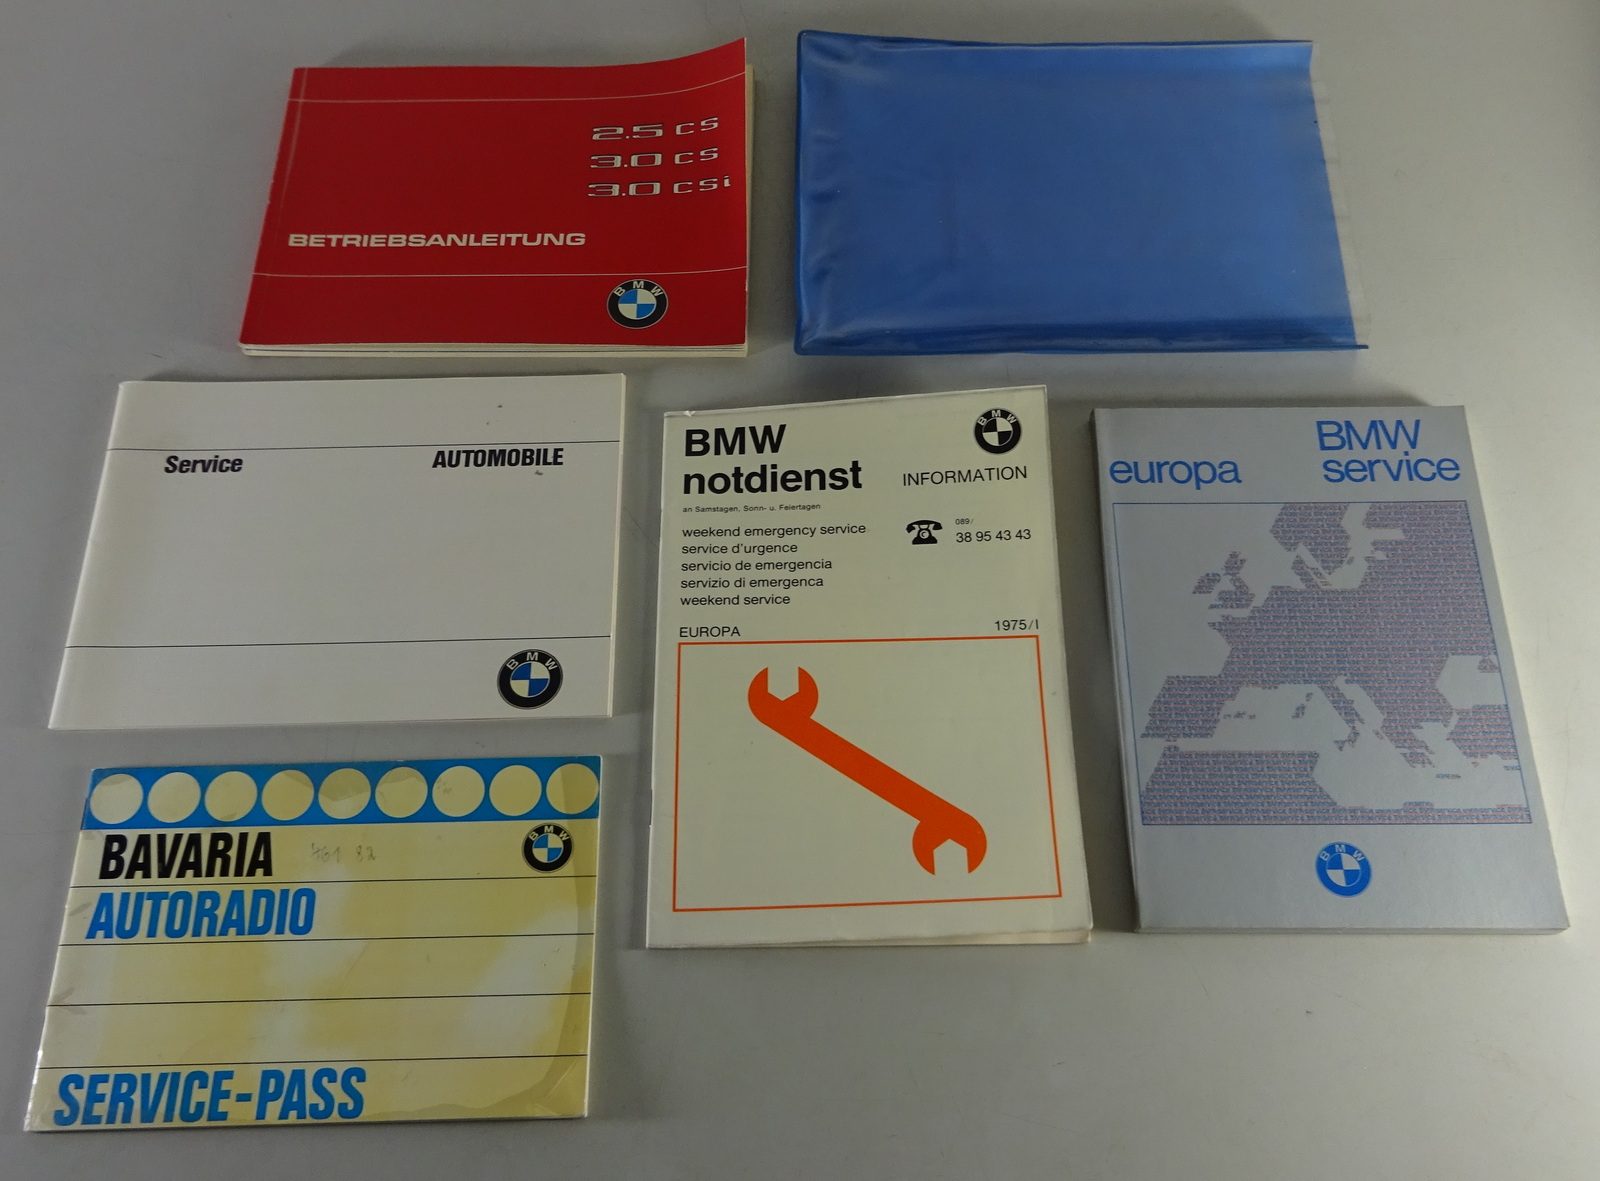 2.5 CS
3.0 CS
3.0 CSi
BETRIEBSANLEITUNG
BMW
Service AUTOMOBILE
BMW
BMW
notdienst
an Samstagen, Sonn- u. Feiertagen
BMW
INFORMATION
weekend emergency service
service d'urgence
servicio de emergencia
servizio di emergenca
weekend service
089/
38 95 43 43
EUROPA 1975/I
BMW
europa service
BMW
BAVARIA
BMW
AUTORADIO
SERVICE-PASS